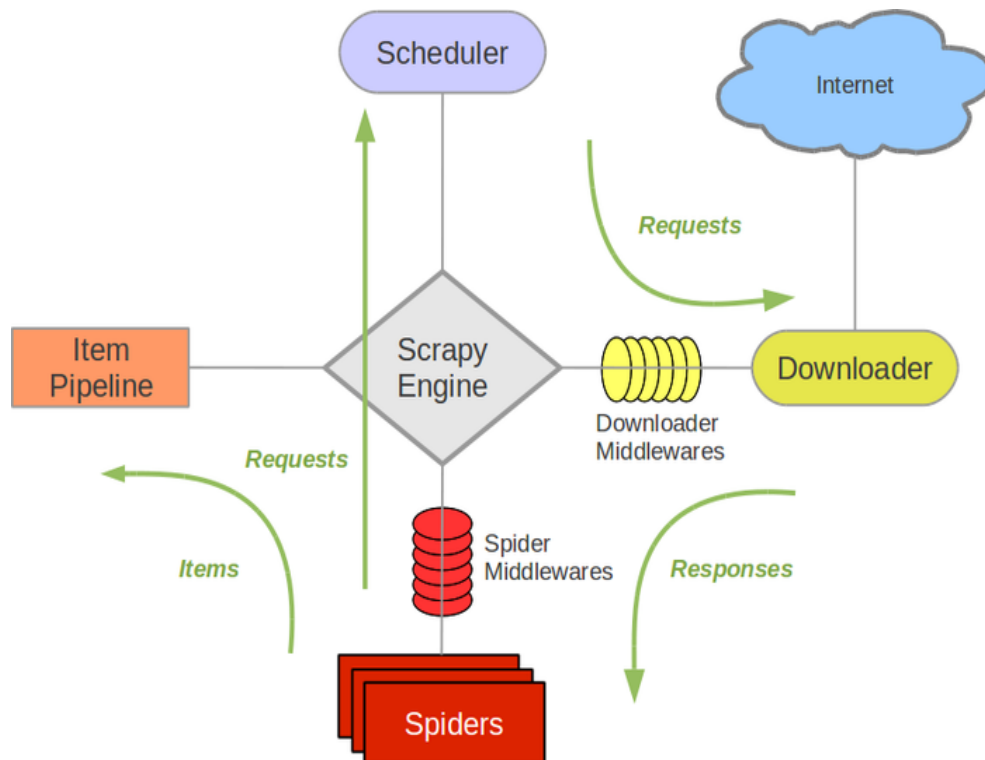 Scheduler
Internet
Requests
Item
Pipeline
Scrapy
Engine
Downloader
Downloader
Middlewares
Requests
Spider
Middlewares
Items
Responses
Spiders